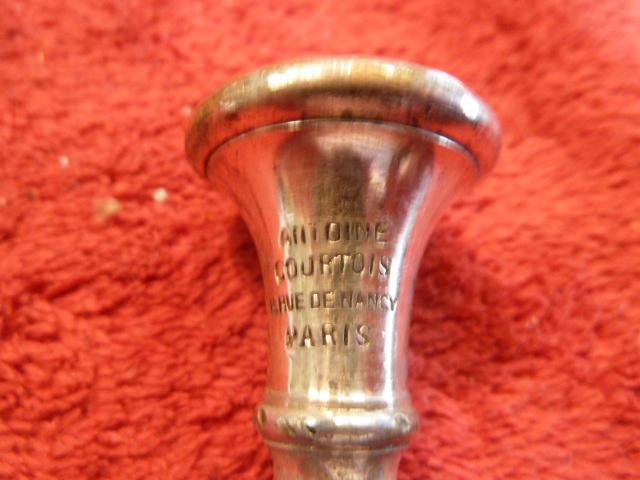 ANTOINE
COURTOIS
RUE DE NANCY
PARIS